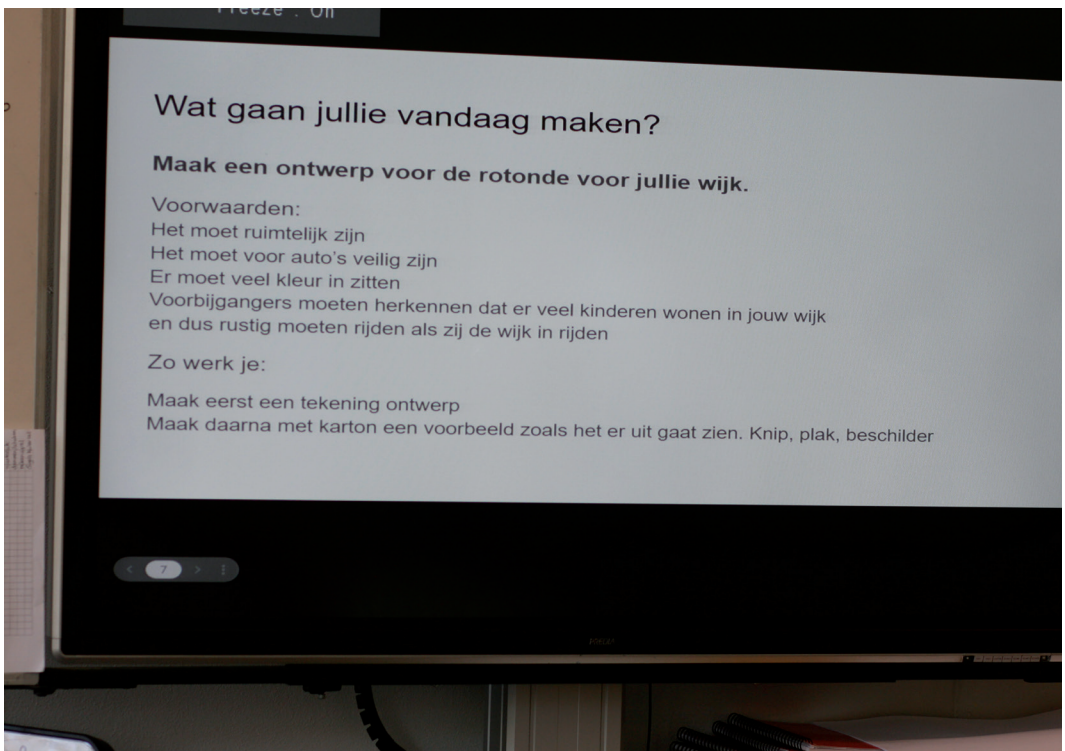 Freeze : On
Wat gaan jullie vandaag maken?
Maak een ontwerp voor de rotonde voor jullie wijk.
Voorwaarden:
Het moet ruimtelijk zijn
Het moet voor auto's veilig zijn
Er moet veel kleur in zitten
Voorbijgangers moeten herkennen dat er veel kinderen wonen in jouw wijk
en dus rustig moeten rijden als zij de wijk in rijden
Zo werk je:
Maak eerst een tekening ontwerp
Maak daarna met karton een voorbeeld zoals het er uit gaat zien. Knip, plak, beschilder
7